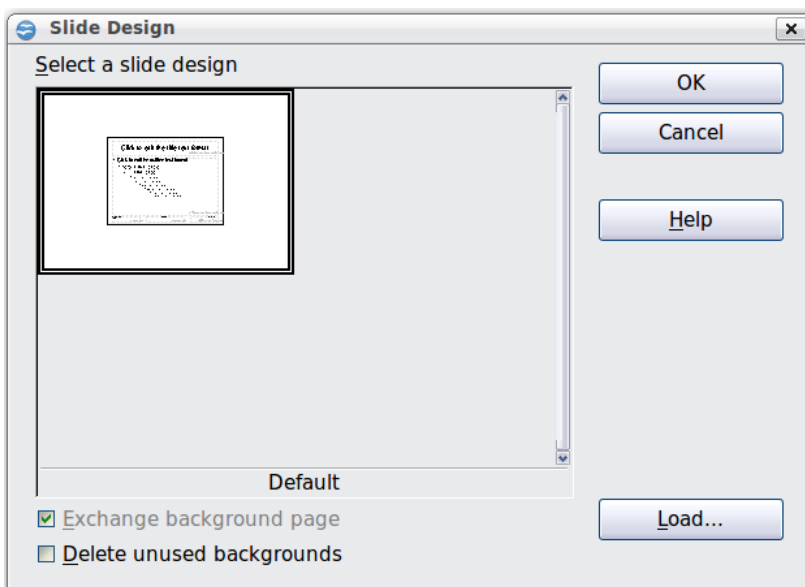 Slide Design
Select a slide design
OK
Cancel
Help
Default
Exchange background page
Load...
Delete unused backgrounds